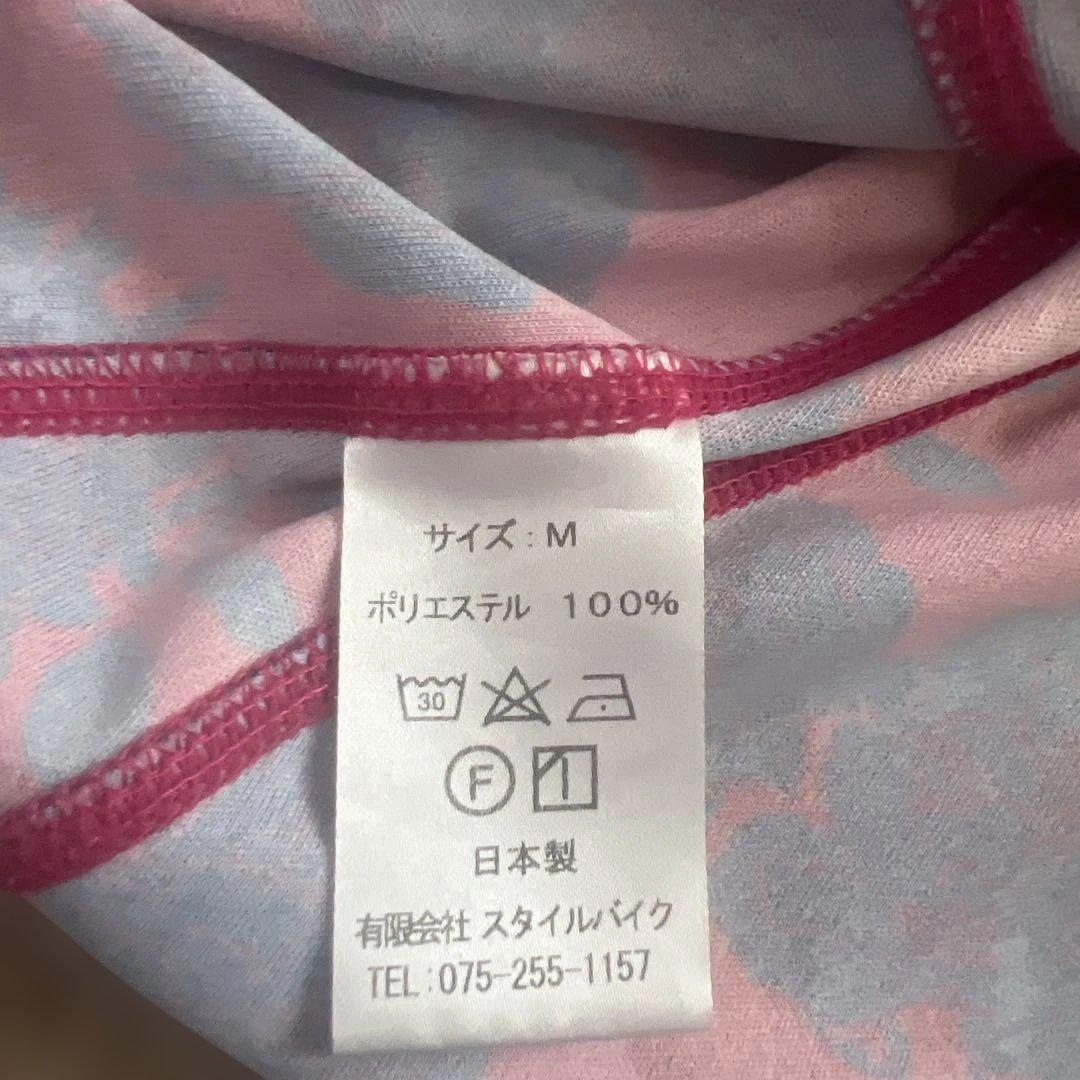 サイズ：M
ポリエステル　１００％
30
F
日本製
有限会社 スタイルバイク
TEL：075-255-1157